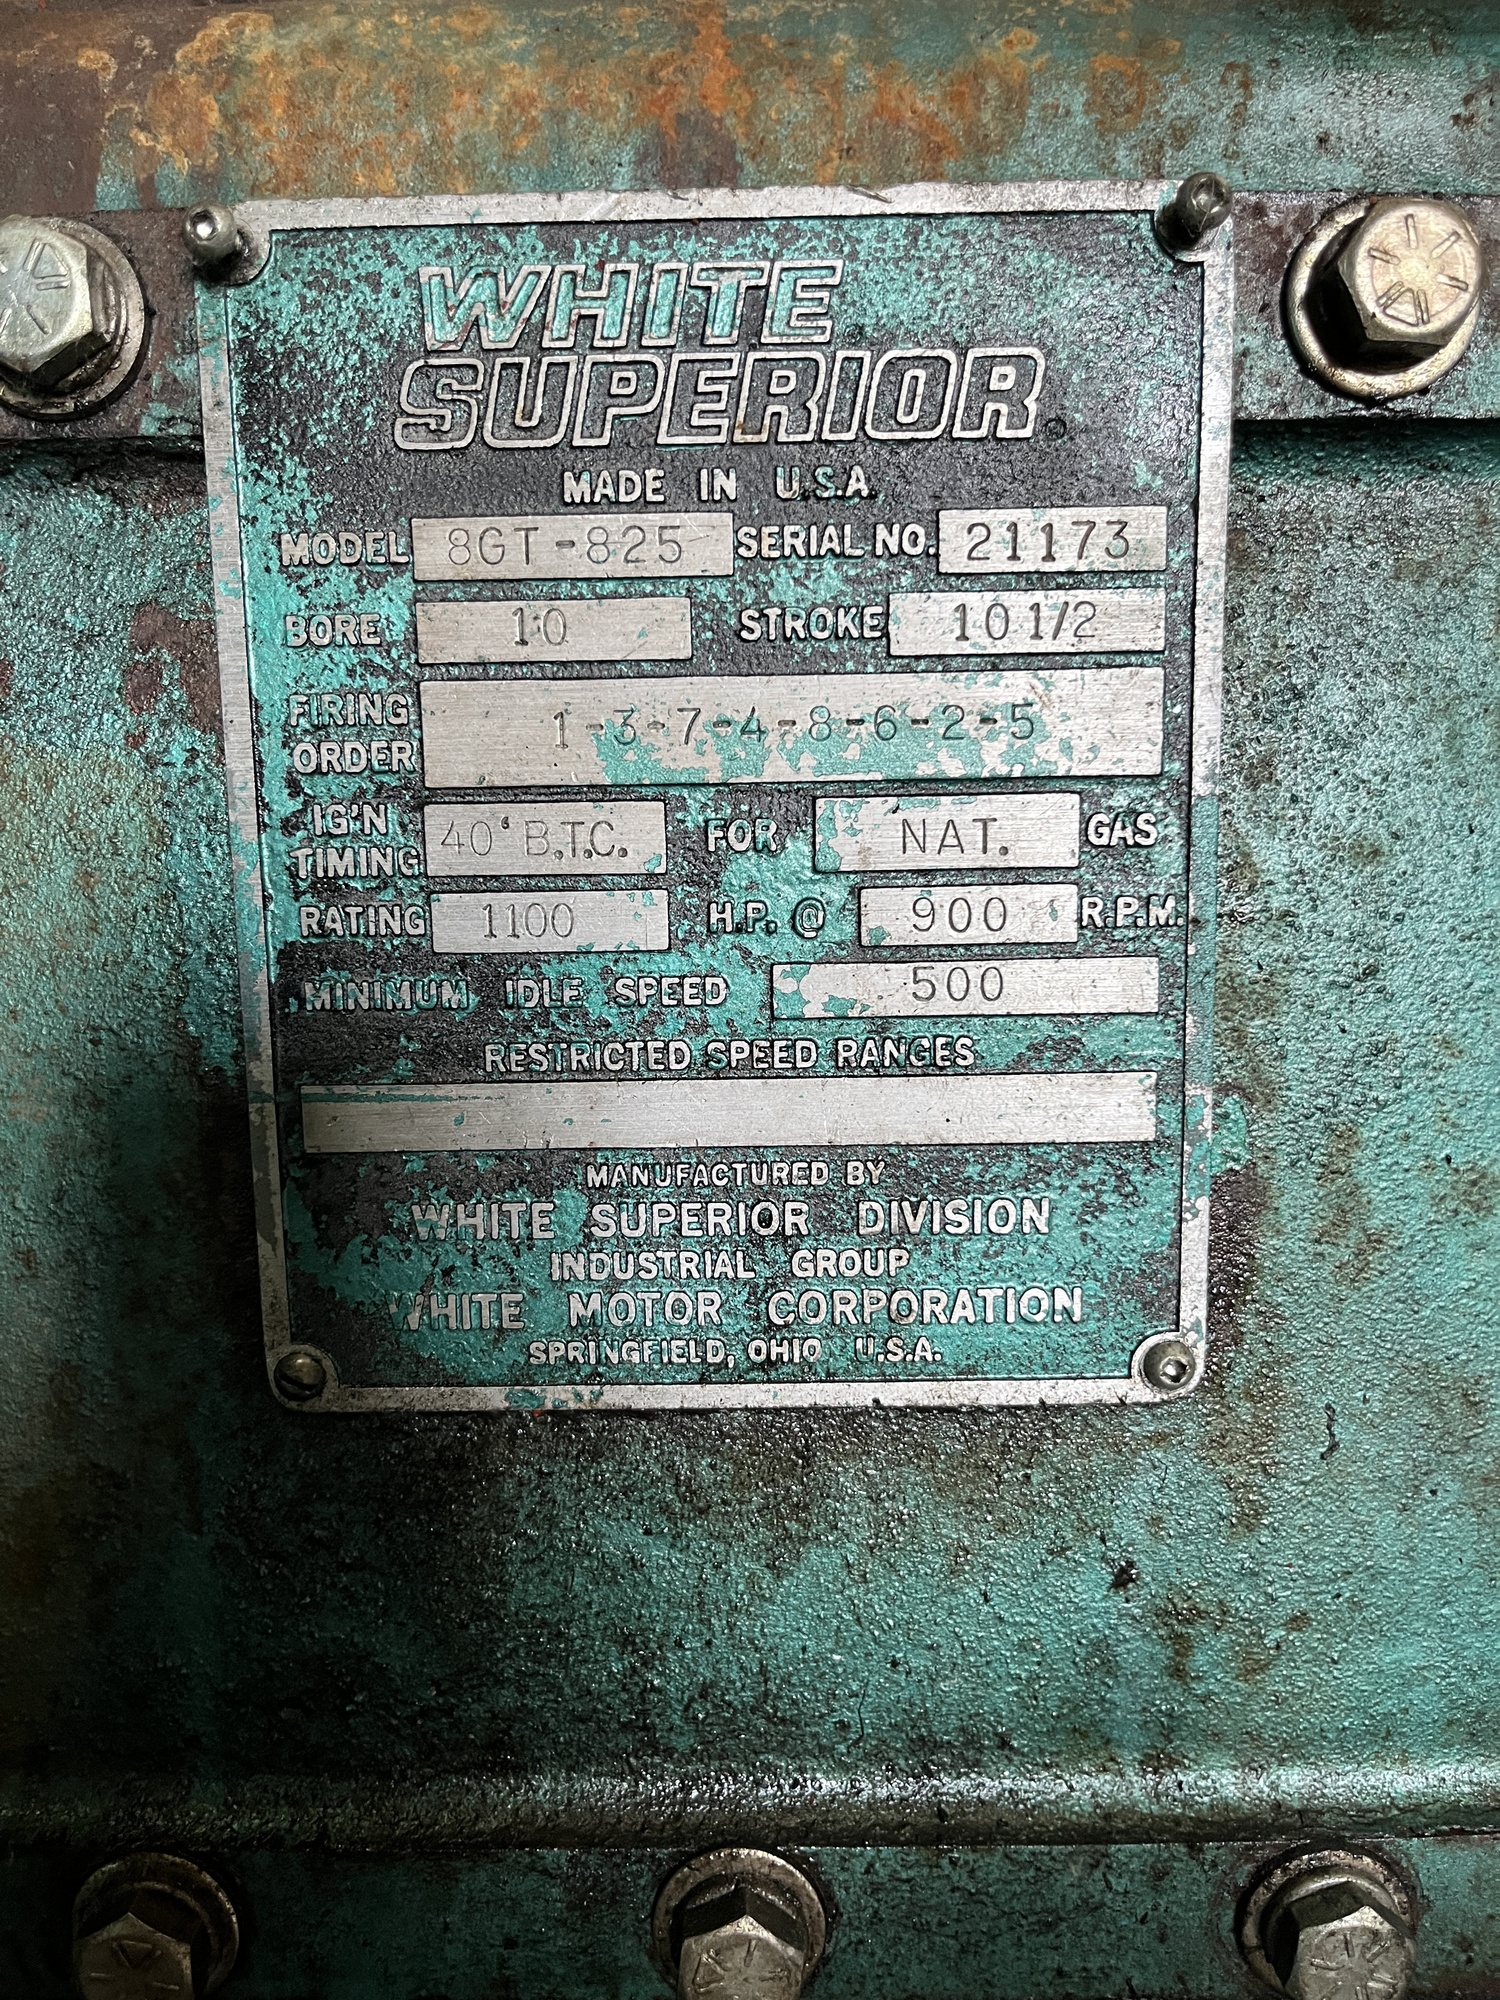 WHITE
SUPERIOR®
MADE IN U.S.A.
MODEL 8GT-825 SERIAL NO. 21173
BORE 10 STROKE 10 1/2
FIRING ORDER 1-3-7-4-8-6-2-5
IG'N TIMING 40° B.T.C. FOR NAT. GAS
RATING 1100 H.P. @ 900 R.P.M.
MINIMUM IDLE SPEED 500
RESTRICTED SPEED RANGES
MANUFACTURED BY
WHITE SUPERIOR DIVISION
INDUSTRIAL GROUP
WHITE MOTOR CORPORATION
SPRINGFIELD, OHIO U.S.A.